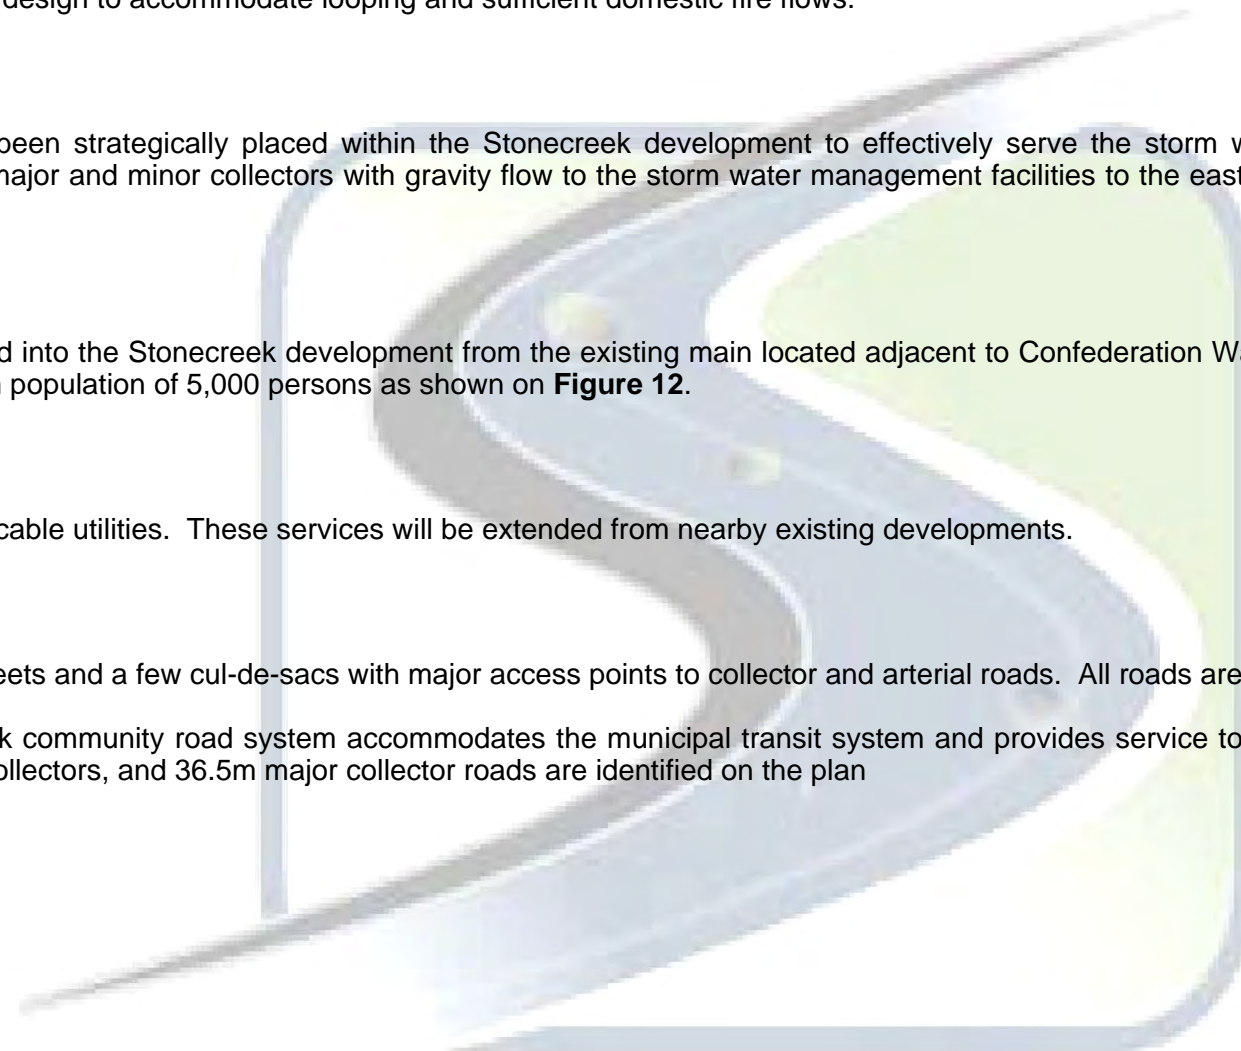 design to accommodate looping and sufficient domestic fire flows.
been strategically placed within the Stonecreek development to effectively serve the storm w
major and minor collectors with gravity flow to the storm water management facilities to the east
d into the Stonecreek development from the existing main located adjacent to Confederation Wa
population of 5,000 persons as shown on Figure 12.
cable utilities. These services will be extended from nearby existing developments.
eets and a few cul-de-sacs with major access points to collector and arterial roads. All roads are
k community road system accommodates the municipal transit system and provides service to
ollectors, and 36.5m major collector roads are identified on the plan